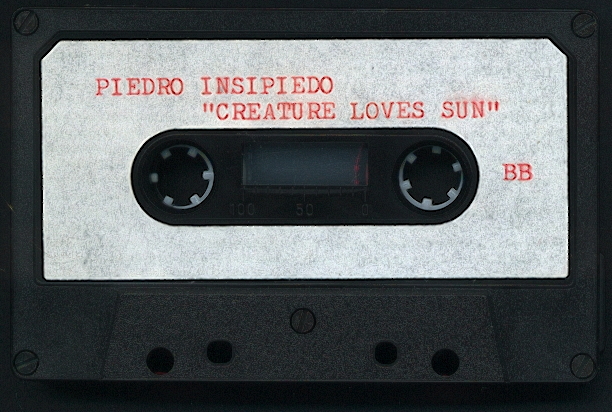 PIEDRO INSIPIEDO
"CREATURE LOVES SUN"
BB
100 50 0